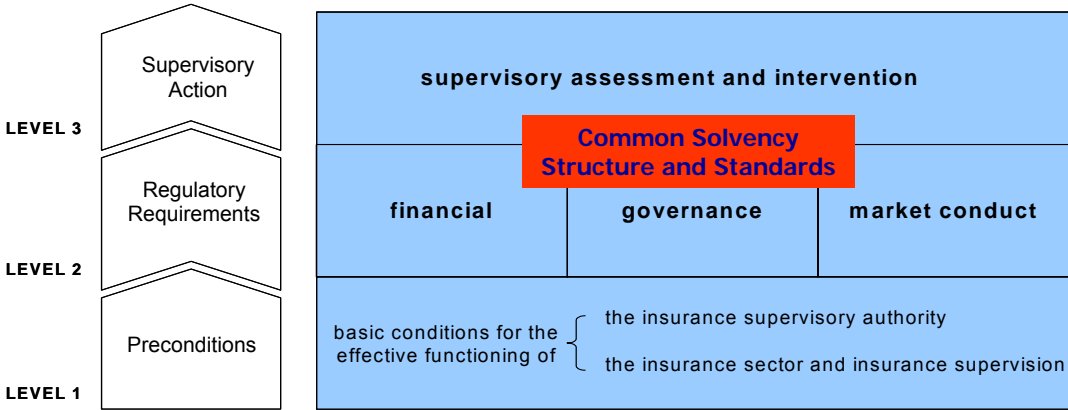 Supervisory
Action
LEVEL 3
supervisory assessment and intervention
Common Solvency
Structure and Standards
Regulatory
Requirements
LEVEL 2
financial
governance
market conduct
Preconditions
LEVEL 1
basic conditions for the
effective functioning of
the insurance supervisory authority
the insurance sector and insurance supervision